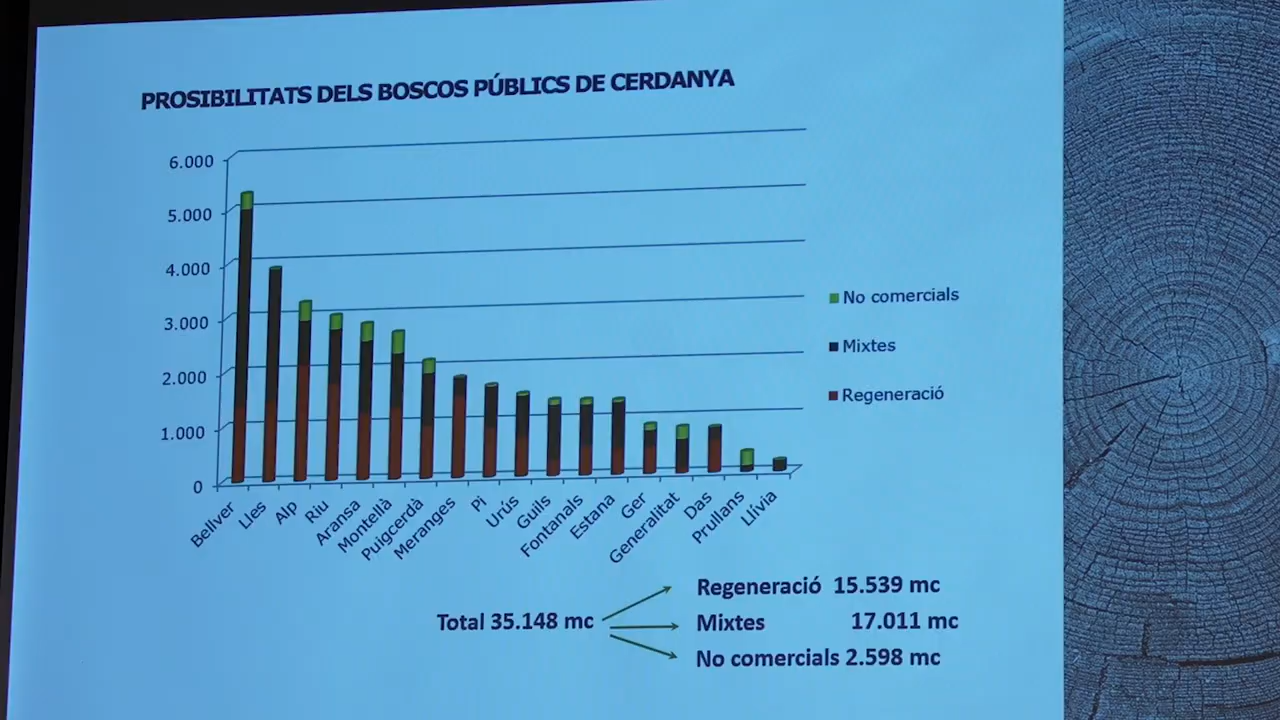 PROSIBILITATS DELS BOSCOS PÚBLICS DE CERDANYA
6.000
5.000
4.000
3.000
2.000
1.000
0
Bellver
Lles
Alp
Riu
Aransa
Montellà
Puigcerdà
Meranges
Pi
Urús
Guils
Fontanals
Estana
Ger
Generalitat
Das
Prullans
Llívia
No comercials
Mixtes
Regeneració
Total 35.148 mc
Regeneració 15.539 mc
Mixtes 17.011 mc
No comercials 2.598 mc